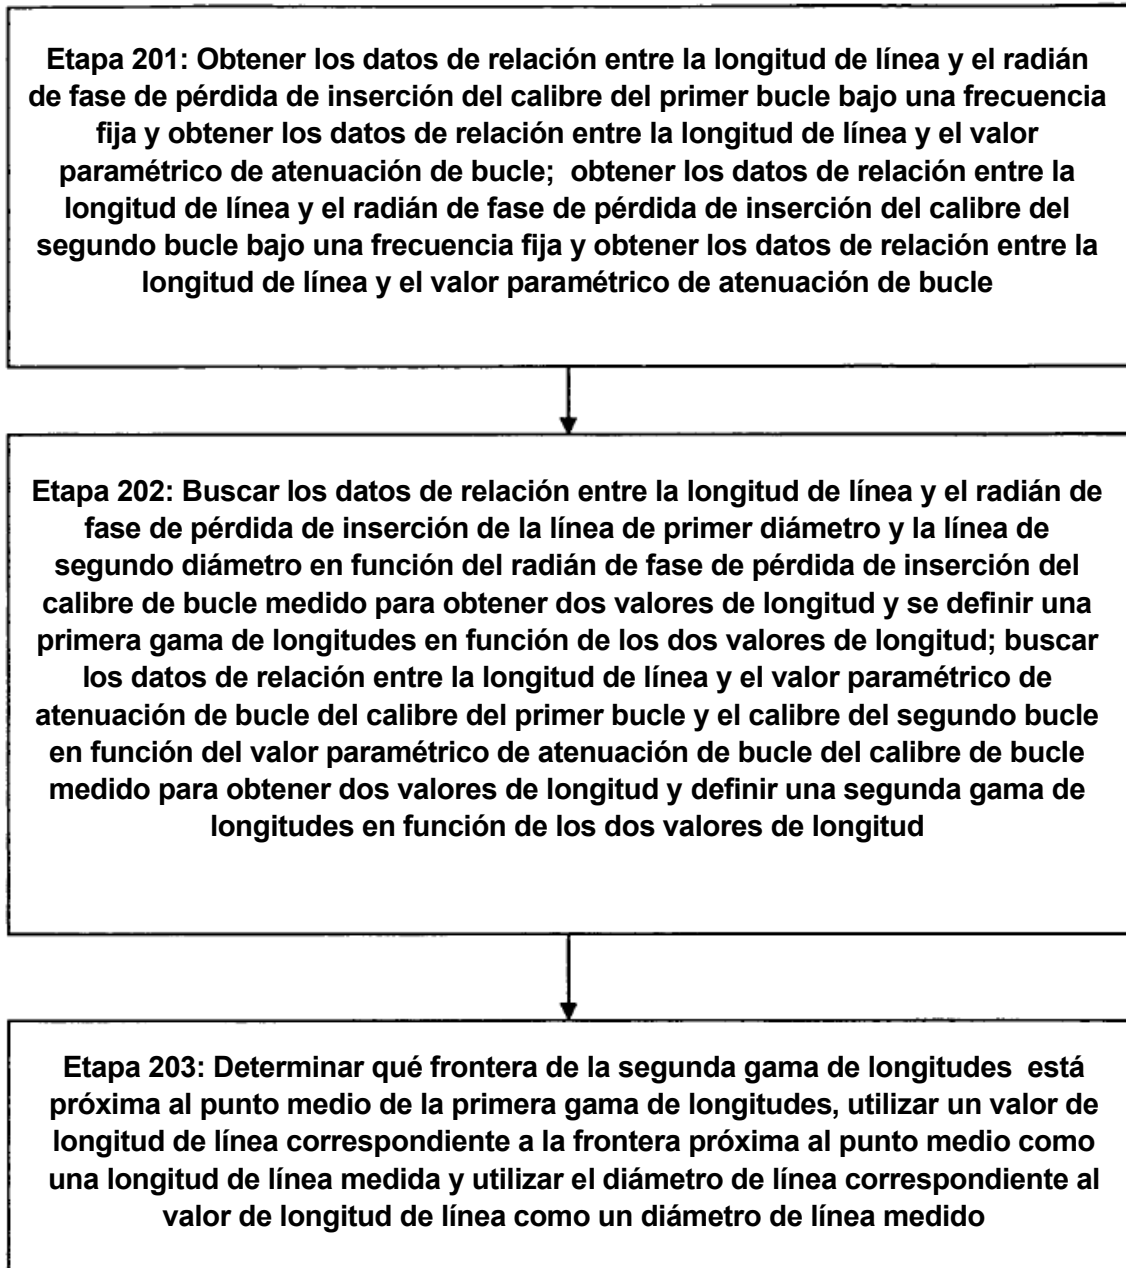 Etapa 201: Obtener los datos de relación entre la longitud de línea y el radián
de fase de pérdida de inserción del calibre del primer bucle bajo una frecuencia
fija y obtener los datos de relación entre la longitud de línea y el valor
paramétrico de atenuación de bucle; obtener los datos de relación entre la
longitud de línea y el radián de fase de pérdida de inserción del calibre del
segundo bucle bajo una frecuencia fija y obtener los datos de relación entre la
longitud de línea y el valor paramétrico de atenuación de bucle
Etapa 202: Buscar los datos de relación entre la longitud de línea y el radián de
fase de pérdida de inserción de la línea de primer diámetro y la línea de
segundo diámetro en función del radián de fase de pérdida de inserción del
calibre de bucle medido para obtener dos valores de longitud y se definir una
primera gama de longitudes en función de los dos valores de longitud; buscar
los datos de relación entre la longitud de línea y el valor paramétrico de
atenuación de bucle del calibre del primer bucle y el calibre del segundo bucle
en función del valor paramétrico de atenuación de bucle del calibre de bucle
medido para obtener dos valores de longitud y definir una segunda gama de
longitudes en función de los dos valores de longitud
Etapa 203: Determinar qué frontera de la segunda gama de longitudes está
próxima al punto medio de la primera gama de longitudes, utilizar un valor de
longitud de línea correspondiente a la frontera próxima al punto medio como
una longitud de línea medida y utilizar el diámetro de línea correspondiente al
valor de longitud de línea como un diámetro de línea medido